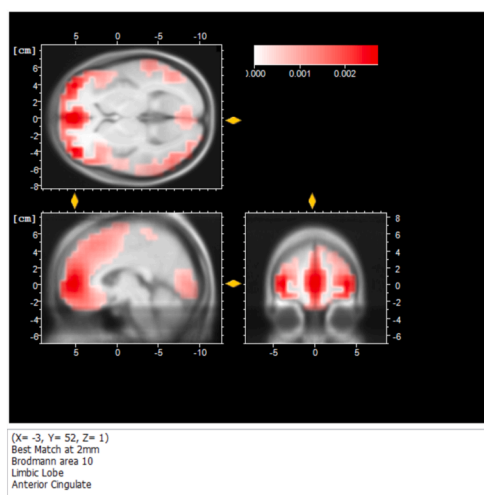 5 0 -5 -10
[cm]
6
4
2
0
-2
-4
-6
-8
0.000 0.001 0.002
[cm]
6
4
2
0
-2
-4
-6
5 0 -5 -10
8
6
4
2
0
-2
-4
-6
-5 0 5
(X= -3, Y= 52, Z= 1)
Best Match at 2mm
Brodmann area 10
Limbic Lobe
Anterior Cingulate